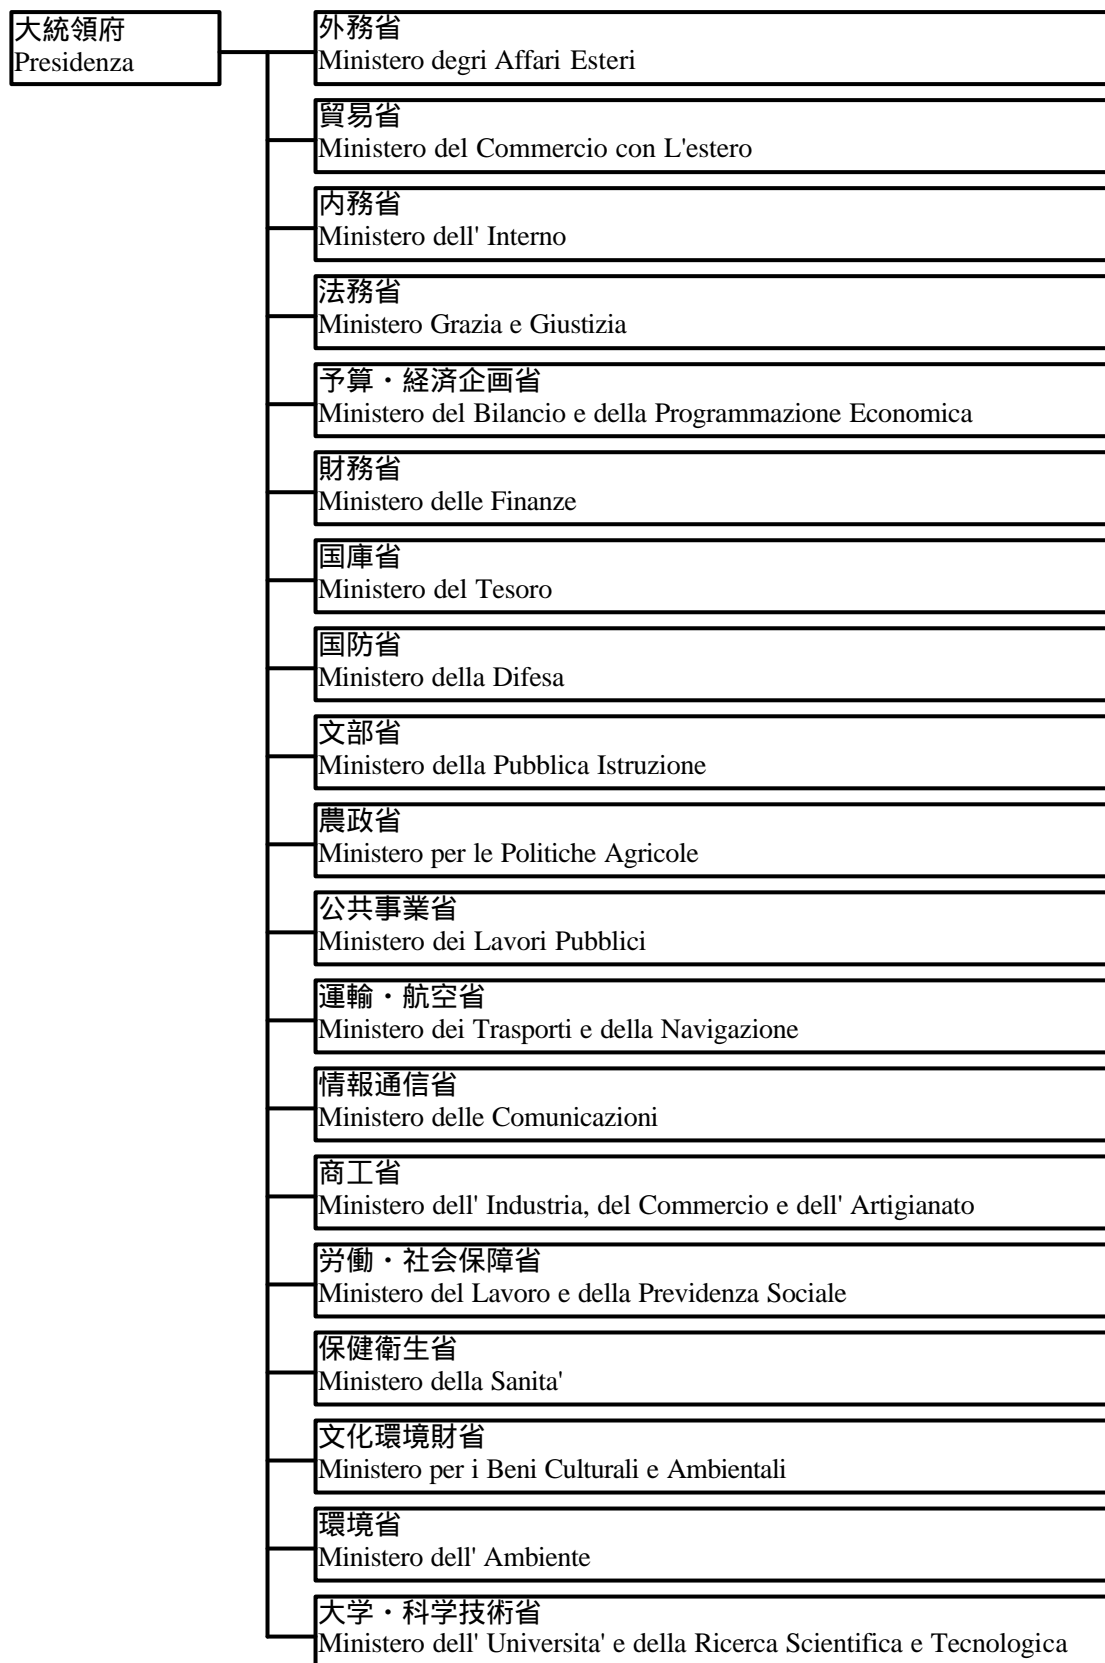 大統領府
Presidenza
外務省
Ministero degri Affari Esteri
貿易省
Ministero del Commercio con L'estero
内務省
Ministero dell' Interno
法務省
Ministero Grazia e Giustizia
予算・経済企画省
Ministero del Bilancio e della Programmazione Economica
財務省
Ministero delle Finanze
国庫省
Ministero del Tesoro
国防省
Ministero della Difesa
文部省
Ministero della Pubblica Istruzione
農政省
Ministero per le Politiche Agricole
公共事業省
Ministero dei Lavori Pubblici
運輸・航空省
Ministero dei Trasporti e della Navigazione
情報通信省
Ministero delle Comunicazioni
商工省
Ministero dell' Industria, del Commercio e dell' Artigianato
労働・社会保障省
Ministero del Lavoro e della Previdenza Sociale
保健衛生省
Ministero della Sanita'
文化環境財省
Ministero per i Beni Culturali e Ambientali
環境省
Ministero dell' Ambiente
大学・科学技術省
Ministero dell' Universita' e della Ricerca Scientifica e Tecnologica